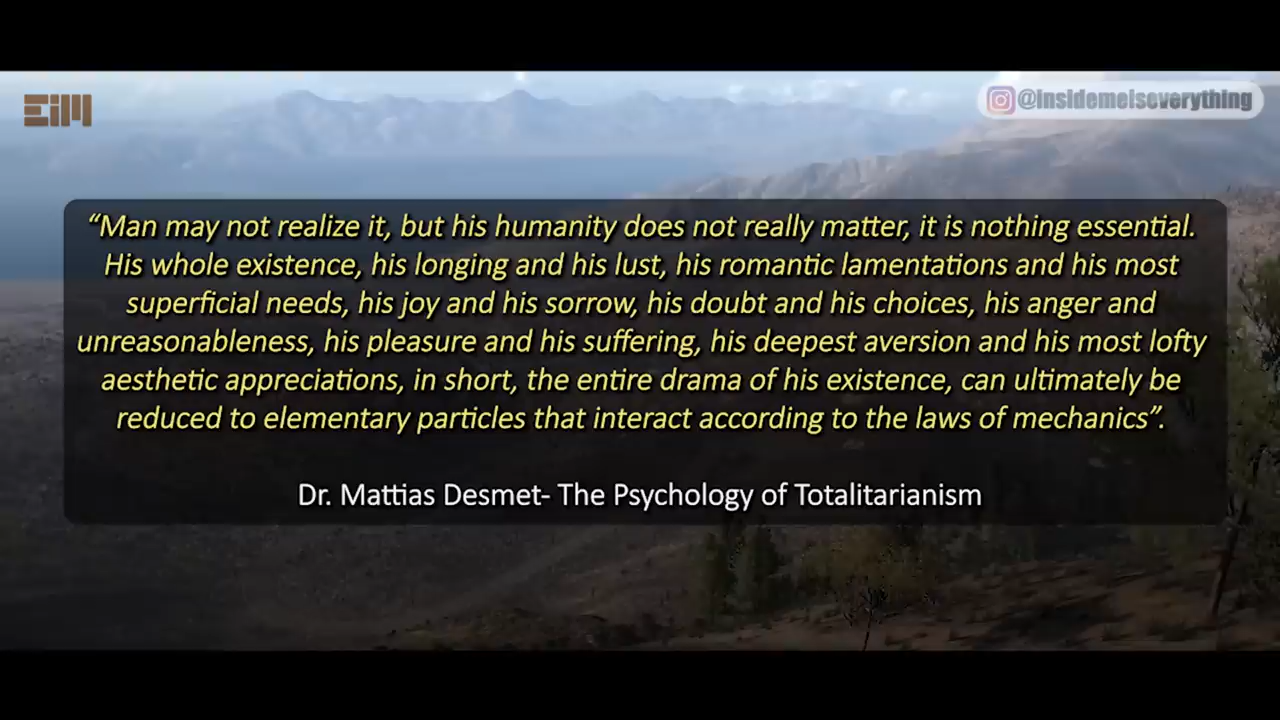 EiM
@insidemeiseverything
“Man may not realize it, but his humanity does not really matter, it is nothing essential.
His whole existence, his longing and his lust, his romantic lamentations and his most
superficial needs, his joy and his sorrow, his doubt and his choices, his anger and
unreasonableness, his pleasure and his suffering, his deepest aversion and his most lofty
aesthetic appreciations, in short, the entire drama of his existence, can ultimately be
reduced to elementary particles that interact according to the laws of mechanics”.
Dr. Mattias Desmet- The Psychology of Totalitarianism